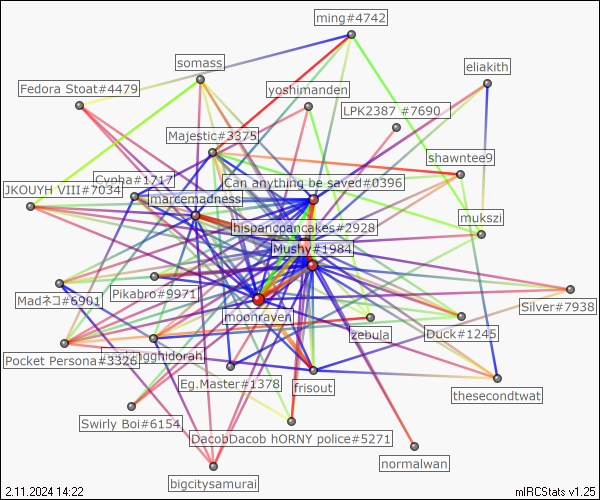 ming#4742
somass
eliakith
Fedora Stoat#4479
yoshimanden
LPK2387 #7690
Majestic#3375
shawntee9
Cypha#1717
Can anything be saved#0396
JKOUYH VIII#7034
marcemadness
mukszi
hispancpancakes#2928
Mushy#1984
Madネコ#6901
Pikabro#9971
Silver#7938
moonraven
zebula
Duck#1245
Pocket Persona#3326
Eg.Master#1378
frisout
thesecondtwat
Swirly Boi#6154
DacobDacob hORNY police#5271
normalwan
bigcitysamurai
2.11.2024 14:22
mIRCStats v1.25